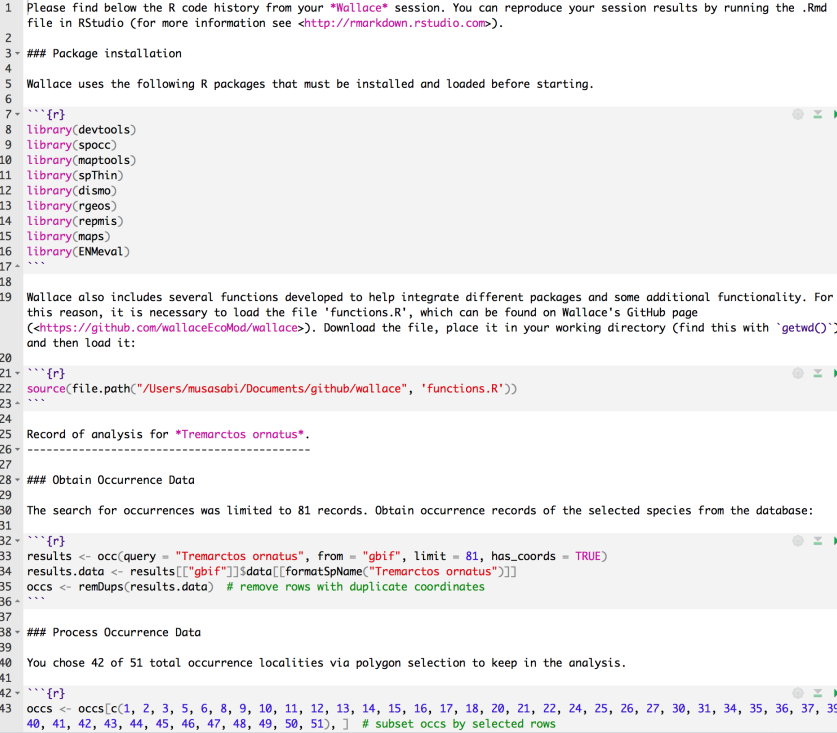 1 Please find below the R code history from your *Wallace* session. You can reproduce your session results by running the .Rmd
file in RStudio (for more information see <http://rmarkdown.rstudio.com>).
2
3 ### Package installation
4
5 Wallace uses the following R packages that must be installed and loaded before starting.
6
7 ```{r}
8 library(devtools)
9 library(spocc)
10 library(maptools)
11 library(spThin)
12 library(dismo)
13 library(rgeos)
14 library(repmis)
15 library(maps)
16 library(ENMeval)
17 ```
18
19 Wallace also includes several functions developed to help integrate different packages and some additional functionality. For
this reason, it is necessary to load the file 'functions.R', which can be found on Wallace's GitHub page
(<https://github.com/wallaceEcoMod/wallace>). Download the file, place it in your working directory (find this with `getwd()`)
and then load it:
20
21 ```{r}
22 source(file.path("/Users/musasabi/Documents/github/wallace", 'functions.R'))
23 ```
24
25 Record of analysis for *Tremarctos ornatus*.
26 --------------------------------------------
27
28 ### Obtain Occurrence Data
29
30 The search for occurrences was limited to 81 records. Obtain occurrence records of the selected species from the database:
31
32 ```{r}
33 results <- occ(query = "Tremarctos ornatus", from = "gbif", limit = 81, has_coords = TRUE)
34 results.data <- results[["gbif"]]$data[[formatSpName("Tremarctos ornatus")]]
35 occs <- remDups(results.data)  # remove rows with duplicate coordinates
36 ```
37
38 ### Process Occurrence Data
39
40 You chose 42 of 51 total occurrence localities via polygon selection to keep in the analysis.
41
42 ```{r}
43 occs <- occs[c(1, 2, 3, 5, 6, 8, 9, 10, 11, 12, 13, 14, 15, 16, 17, 18, 20, 21, 22, 24, 25, 26, 27, 30, 31, 34, 35, 36, 37, 39
40, 41, 42, 43, 44, 45, 46, 47, 48, 49, 50, 51), ]  # subset occs by selected rows